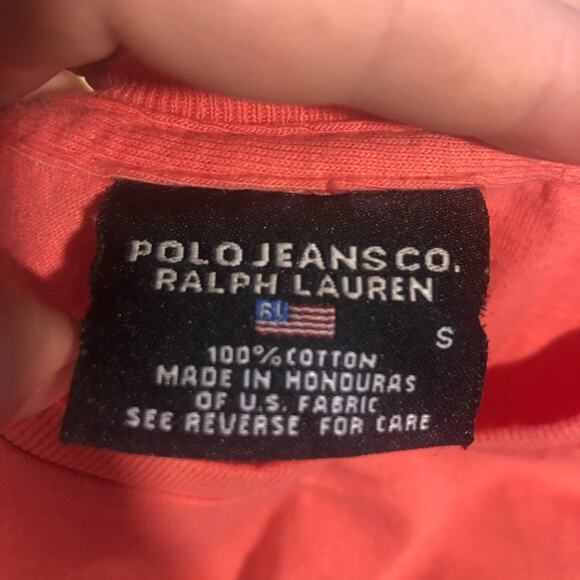 POLO JEANS CO.
RALPH LAUREN
RL
S
100% COTTON
MADE IN HONDURAS
OF U.S. FABRIC
SEE REVERSE FOR CARE